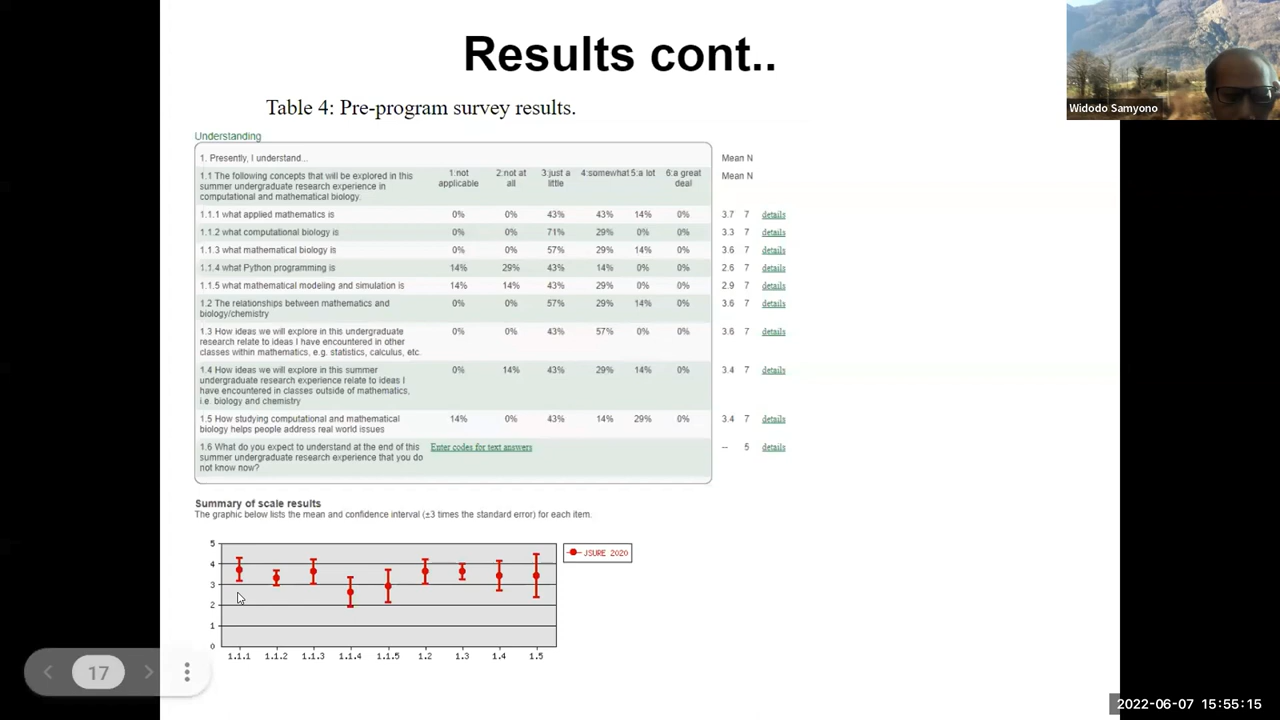 Results cont..
Widodo Samyono
Table 4: Pre-program survey results.
Understanding
1. Presently, I understand... Mean N
1.1 The following concepts that will be explored in this summer undergraduate research experience in computational and mathematical biology. 1:not applicable 2:not at all 3:just a little 4:somewhat 5:a lot 6:a great deal Mean N
1.1.1 what applied mathematics is 0% 0% 43% 43% 14% 0% 3.7 7 details
1.1.2 what computational biology is 0% 0% 71% 29% 0% 0% 3.3 7 details
1.1.3 what mathematical biology is 0% 0% 57% 29% 14% 0% 3.6 7 details
1.1.4 what Python programming is 14% 29% 43% 14% 0% 0% 2.6 7 details
1.1.5 what mathematical modeling and simulation is 14% 14% 43% 29% 0% 0% 2.9 7 details
1.2 The relationships between mathematics and biology/chemistry 0% 0% 57% 29% 14% 0% 3.6 7 details
1.3 How ideas we will explore in this undergraduate research relate to ideas I have encountered in other classes within mathematics, e.g. statistics, calculus, etc. 0% 0% 43% 57% 0% 0% 3.6 7 details
1.4 How ideas we will explore in this summer undergraduate research experience relate to ideas I have encountered in classes outside of mathematics, i.e. biology and chemistry 0% 14% 43% 29% 14% 0% 3.4 7 details
1.5 How studying computational and mathematical biology helps people address real world issues 14% 0% 43% 14% 29% 0% 3.4 7 details
1.6 What do you expect to understand at the end of this summer undergraduate research experience that you do not know now? Enter codes for text answers -- 5 details
Summary of scale results
The graphic below lists the mean and confidence interval (±3 times the standard error) for each item.
5
4
3
2
1
0
1.1.1 1.1.2 1.1.3 1.1.4 1.1.5 1.2 1.3 1.4 1.5
JSURE 2020
17
2022-06-07 15:55:15